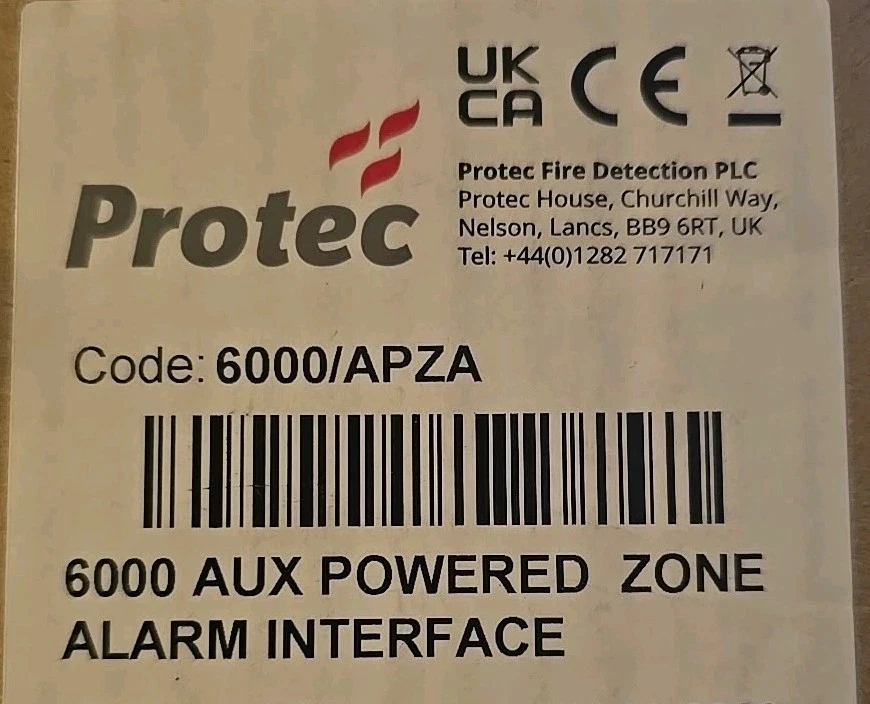 UK
CA CE
Protec
Protec Fire Detection PLC
Protec House, Churchill Way,
Nelson, Lancs, BB9 6RT, UK
Tel: +44(0)1282 717171
Code: 6000/APZA
6000 AUX POWERED ZONE
ALARM INTERFACE